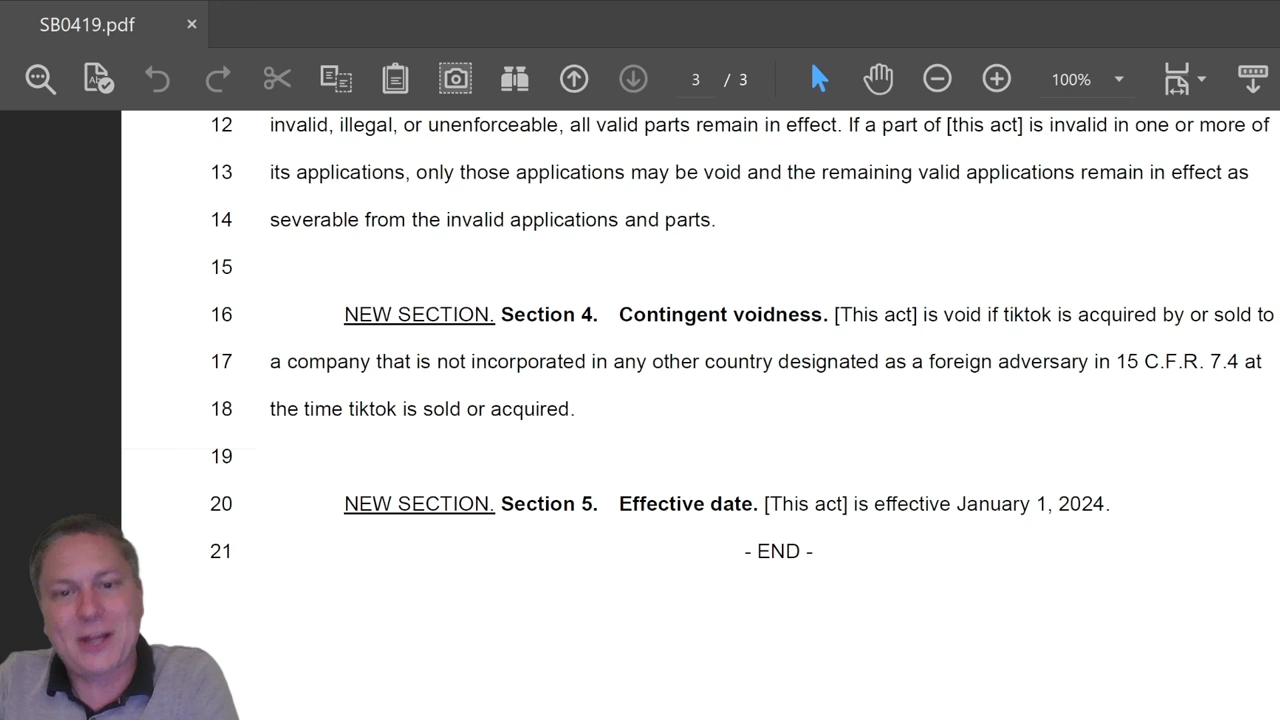 SB0419.pdf ×
3 / 3 100%
12 invalid, illegal, or unenforceable, all valid parts remain in effect. If a part of [this act] is invalid in one or more of
13 its applications, only those applications may be void and the remaining valid applications remain in effect as
14 severable from the invalid applications and parts.
15
16 NEW SECTION. Section 4. Contingent voidness. [This act] is void if tiktok is acquired by or sold to
17 a company that is not incorporated in any other country designated as a foreign adversary in 15 C.F.R. 7.4 at
18 the time tiktok is sold or acquired.
19
20 NEW SECTION. Section 5. Effective date. [This act] is effective January 1, 2024.
21 - END -